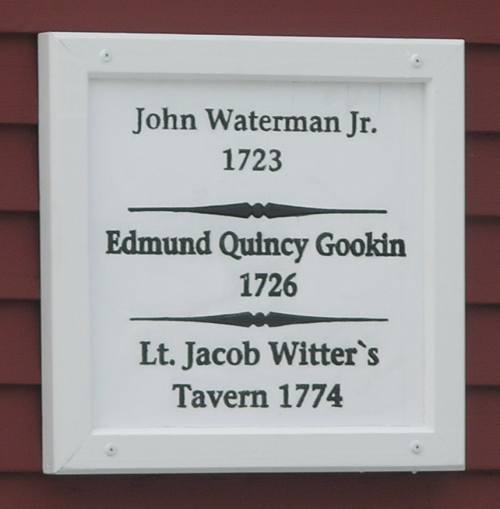 John Waterman Jr.
1723
Edmund Quincy Gookin
1726
Lt. Jacob Witter`s
Tavern 1774